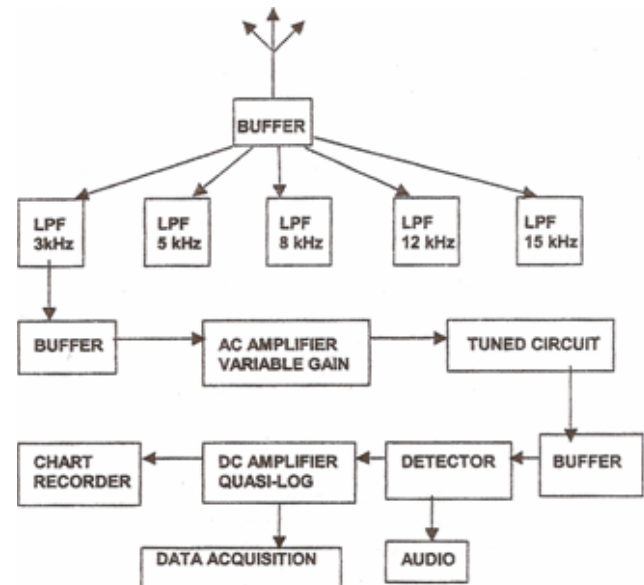 BUFFER
LPF
3kHz
LPF
5 kHz
LPF
8 kHz
LPF
12 kHz
LPF
15 kHz
BUFFER
AC AMPLIFIER
VARIABLE GAIN
TUNED CIRCUIT
CHART
RECORDER
DC AMPLIFIER
QUASI-LOG
DETECTOR
BUFFER
DATA ACQUISITION
AUDIO